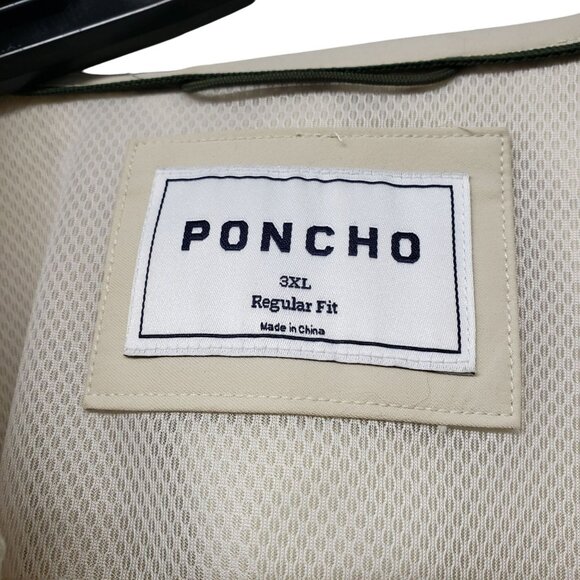 PONCHO
3XL
Regular Fit
Made in China